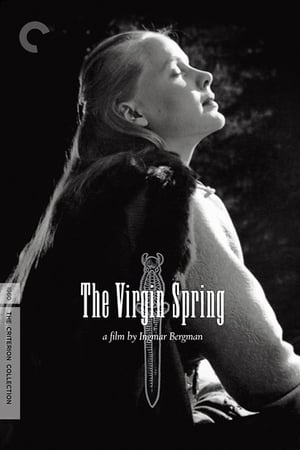 The Virgin Spring
a film by Ingmar Bergman
1960
THE CRITERION COLLECTION